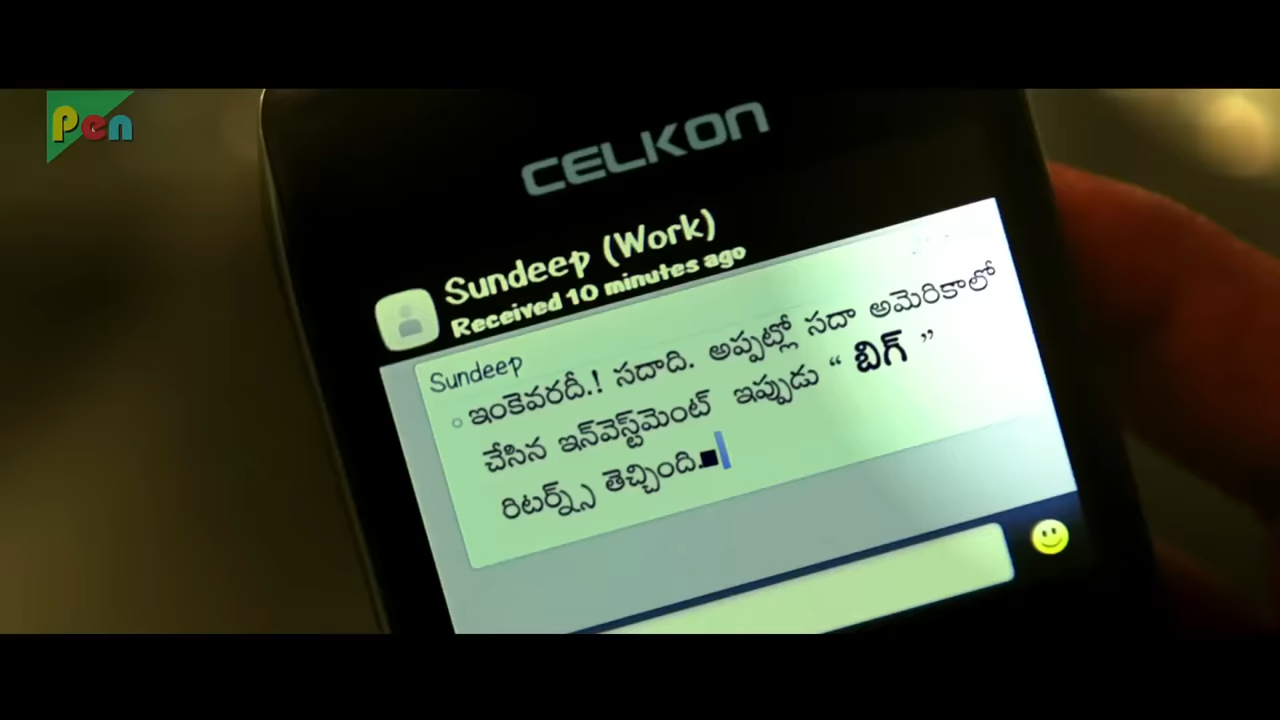 Pen
CELKON
Sundeep (Work)
Received 10 minutes ago
Sundeep
ఇంకెవరదీ.! సదాది. అప్పట్లో సదా అమెరికాలో
చేసిన ఇన్‌వెస్ట్‌మెంట్ ఇప్పుడు “ బిగ్ ”
రిటర్న్స్ తెచ్చింది.